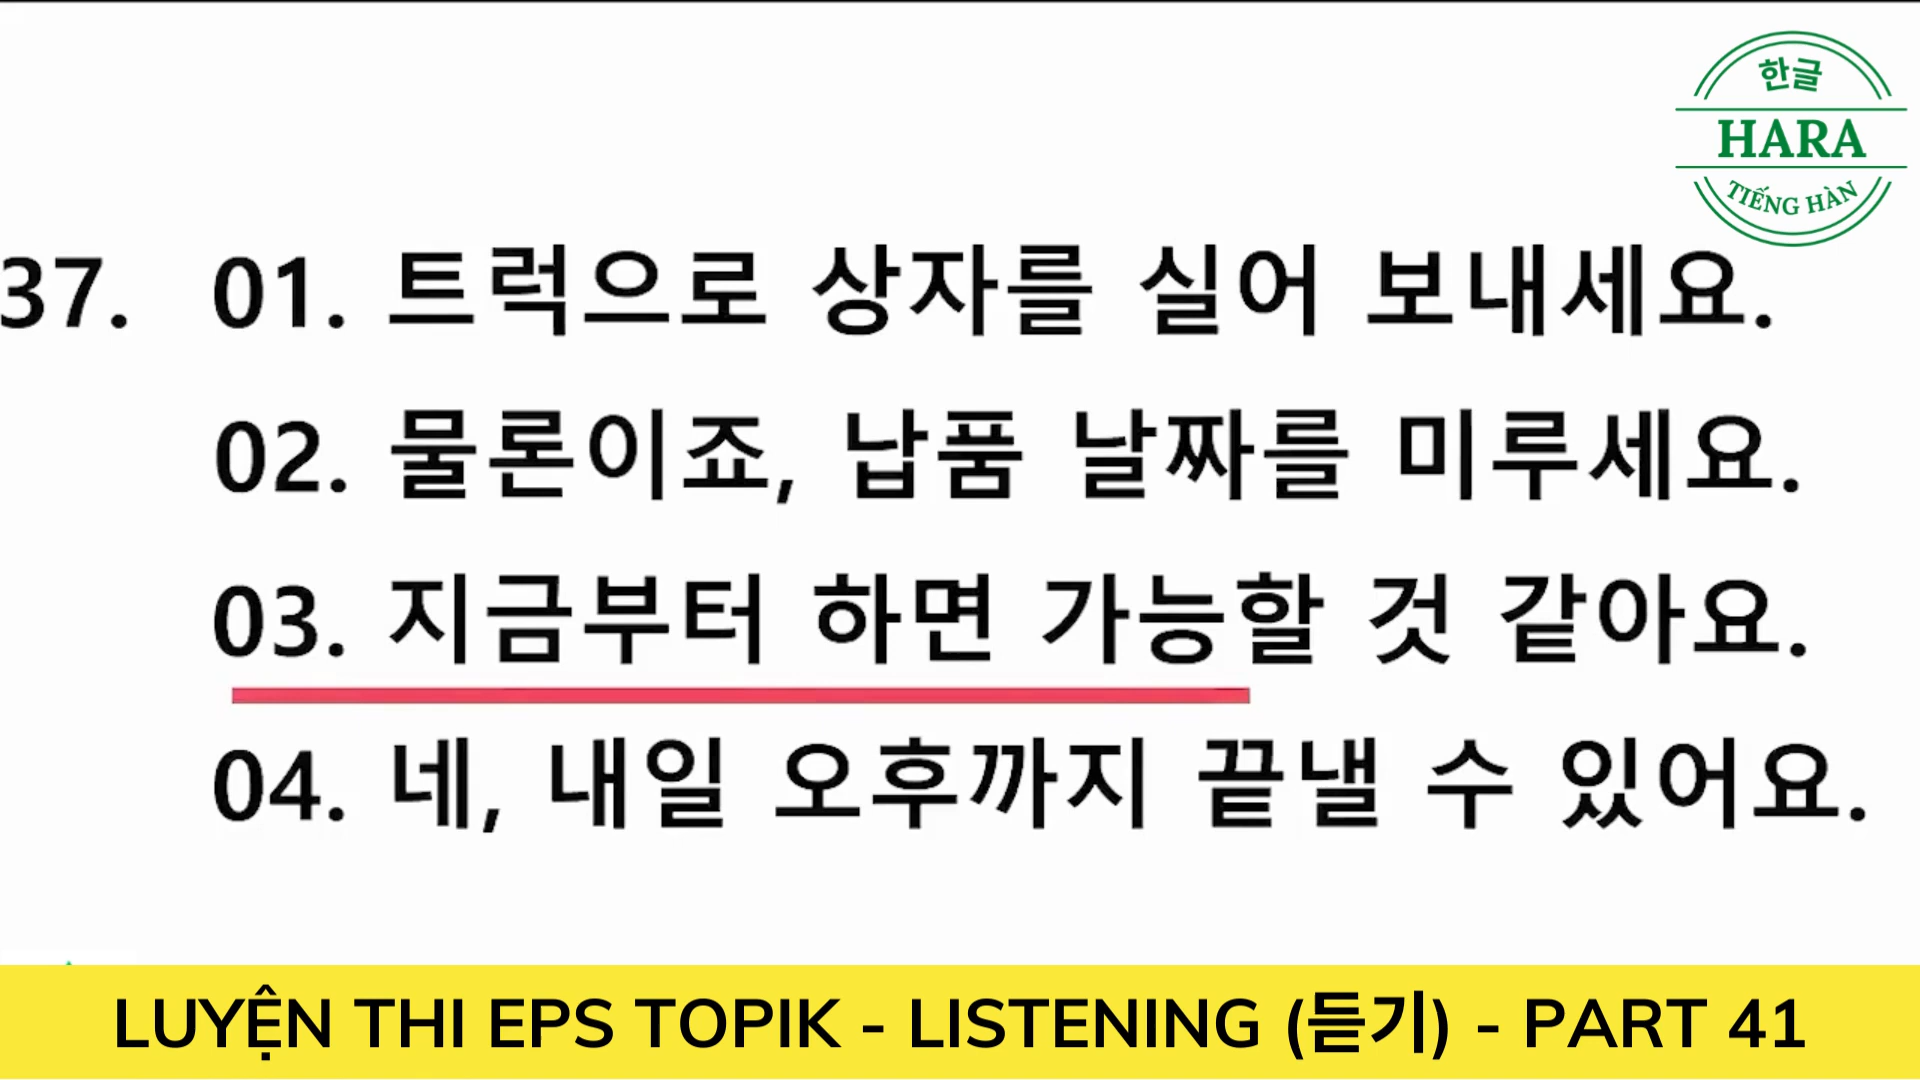 한글
HARA
TIẾNG HÀN
37. 01. 트럭으로 상자를 실어 보내세요.
02. 물론이죠, 납품 날짜를 미루세요.
03. 지금부터 하면 가능할 것 같아요.
04. 네, 내일 오후까지 끝낼 수 있어요.
LUYỆN THI EPS TOPIK - LISTENING (듣기) - PART 41